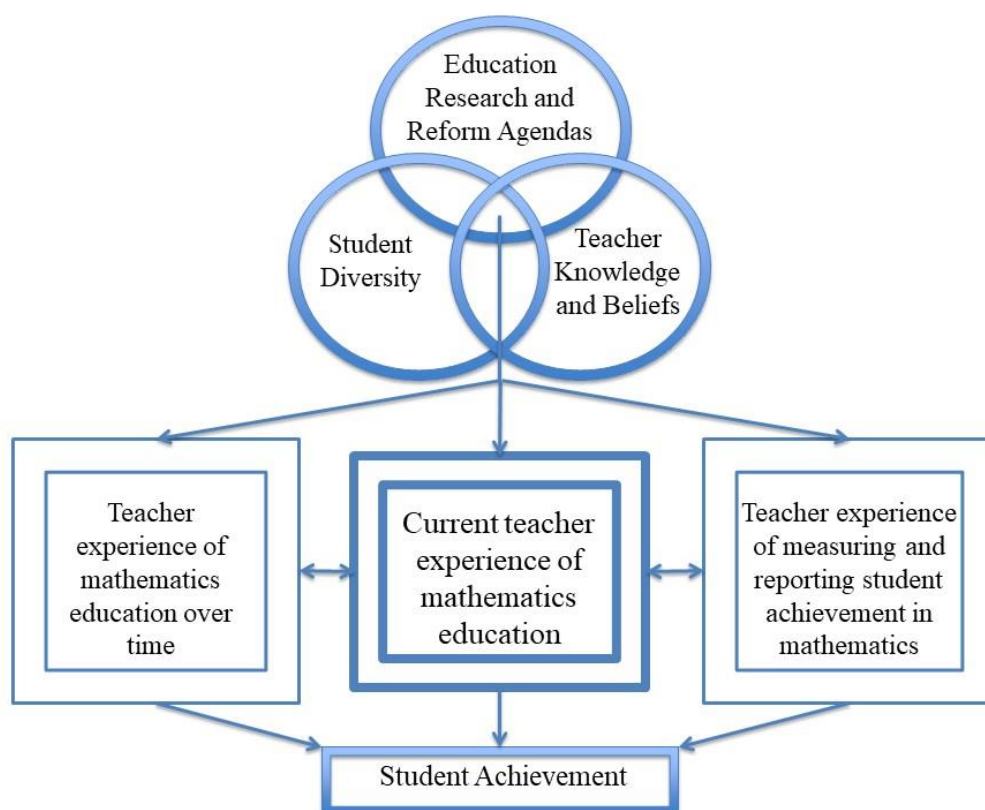 Education
Research and
Reform Agendas
Student
Diversity
Teacher
Knowledge
and Beliefs
Teacher
experience of
mathematics
education over
time
Current teacher
experience of
mathematics
education
Teacher experience
of measuring and
reporting student
achievement in
mathematics
Student Achievement